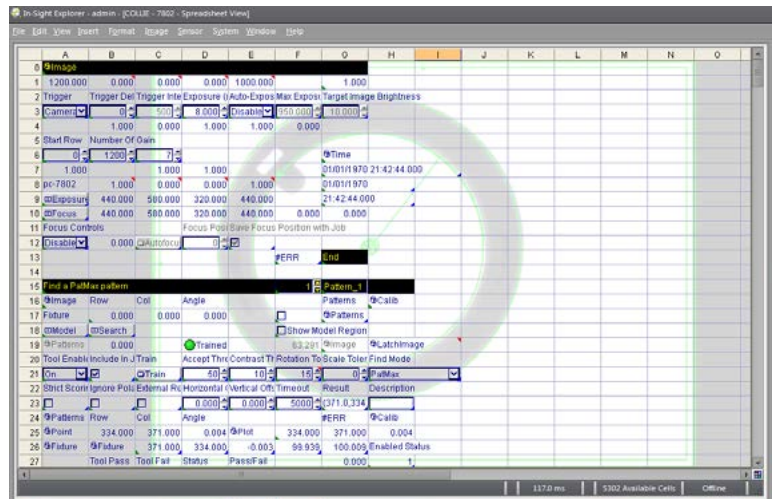 In-Sight Explorer - admin - [COLLIE - 7802 - Spreadsheet View]
File Edit View Insert Format Image Sensor System Window Help
A B C D E F G H I J K L M N O
0 Image
1 1200.000 0.000 0.000 0.000 1000.000 1.000
2 Trigger Trigger Del Trigger Inte Exposure ( Auto-Expos Max Exposu Target Image Brightness
3 Camera 0 500 8.000 Disable 950.000 10.000
4 1.000 0.000 1.000 1.000 0.000
5 Start Row Number Of Gain
6 0 1200 7 Time
7 1.000 1.000 1.000 01/01/1970 21:42:44.000
8 pc-7802 1.000 0.000 0.000 1.000 01/01/1970
9 Exposur 440.000 580.000 320.000 440.000 21:42:44.000
10 Focus 440.000 580.000 320.000 440.000 0.000 0.000
11 Focus Controls Focus Posi Save Focus Position with Job
12 Disable 0.000 Autofocu 0
13 #ERR End
14
15 Find a PatMax pattern 1 Pattern_1
16 Image Row Col Angle Patterns Calib
17 Fixture 0.000 0.000 0.000 Patterns
18 Model Search Show Model Region
19 Patterns 0.000 Trained 63.291 Image LatchImage
20 Tool Enable Include In J Train Accept Thre Contrast Tl Rotation To Scale Toler Find Mode
21 On Train 50 10 15 0 PatMax
22 Strict Scorin Ignore Pola External Re Horizontal Vertical Off Timeout Result Description
23 0.000 0.000 5000 (371.0,334
24 Patterns Row Col Angle #ERR Calib
25 Point 334.000 371.000 0.004 Plot 334.000 371.000 0.004
26 Fixture Fixture 371.000 334.000 -0.003 99.939 100.009 Enabled Status
27 Tool Pass Tool Fail Status Pass/Fail 0.000 1
117.0 ms 5302 Available Cells Offline